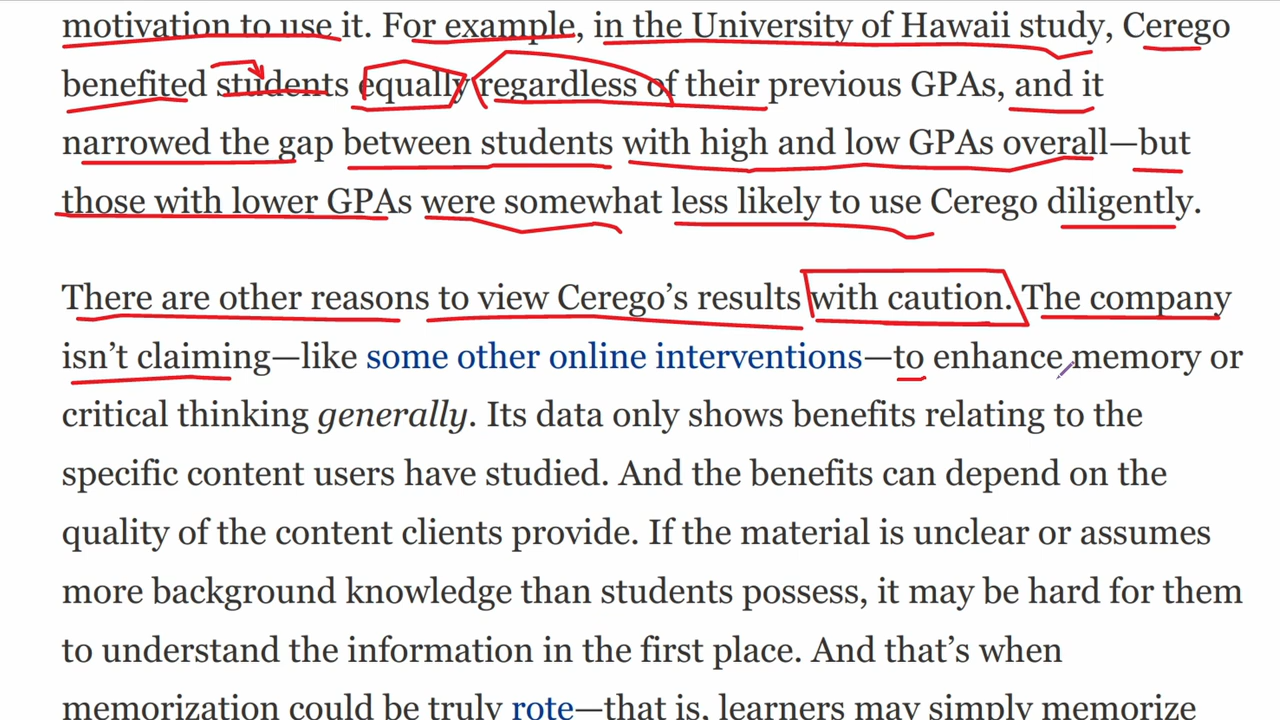 motivation to use it. For example, in the University of Hawaii study, Cerego
benefited students equally regardless of their previous GPAs, and it
narrowed the gap between students with high and low GPAs overall—but
those with lower GPAs were somewhat less likely to use Cerego diligently.
There are other reasons to view Cerego’s results with caution. The company
isn’t claiming—like some other online interventions—to enhance memory or
critical thinking generally. Its data only shows benefits relating to the
specific content users have studied. And the benefits can depend on the
quality of the content clients provide. If the material is unclear or assumes
more background knowledge than students possess, it may be hard for them
to understand the information in the first place. And that’s when
memorization could be truly rote—that is, learners may simply memorize